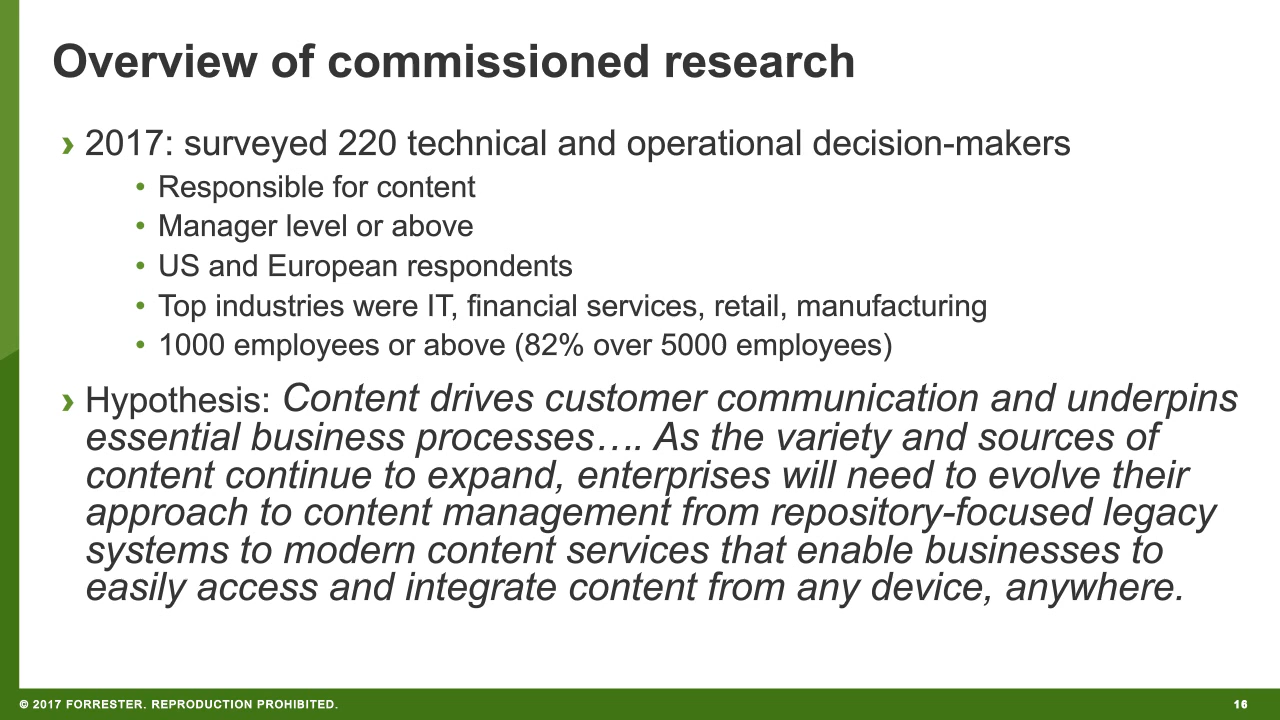 Overview of commissioned research
› 2017: surveyed 220 technical and operational decision-makers
• Responsible for content
• Manager level or above
• US and European respondents
• Top industries were IT, financial services, retail, manufacturing
• 1000 employees or above (82% over 5000 employees)
› Hypothesis: Content drives customer communication and underpins
essential business processes…. As the variety and sources of
content continue to expand, enterprises will need to evolve their
approach to content management from repository-focused legacy
systems to modern content services that enable businesses to
easily access and integrate content from any device, anywhere.
© 2017 FORRESTER. REPRODUCTION PROHIBITED.
16